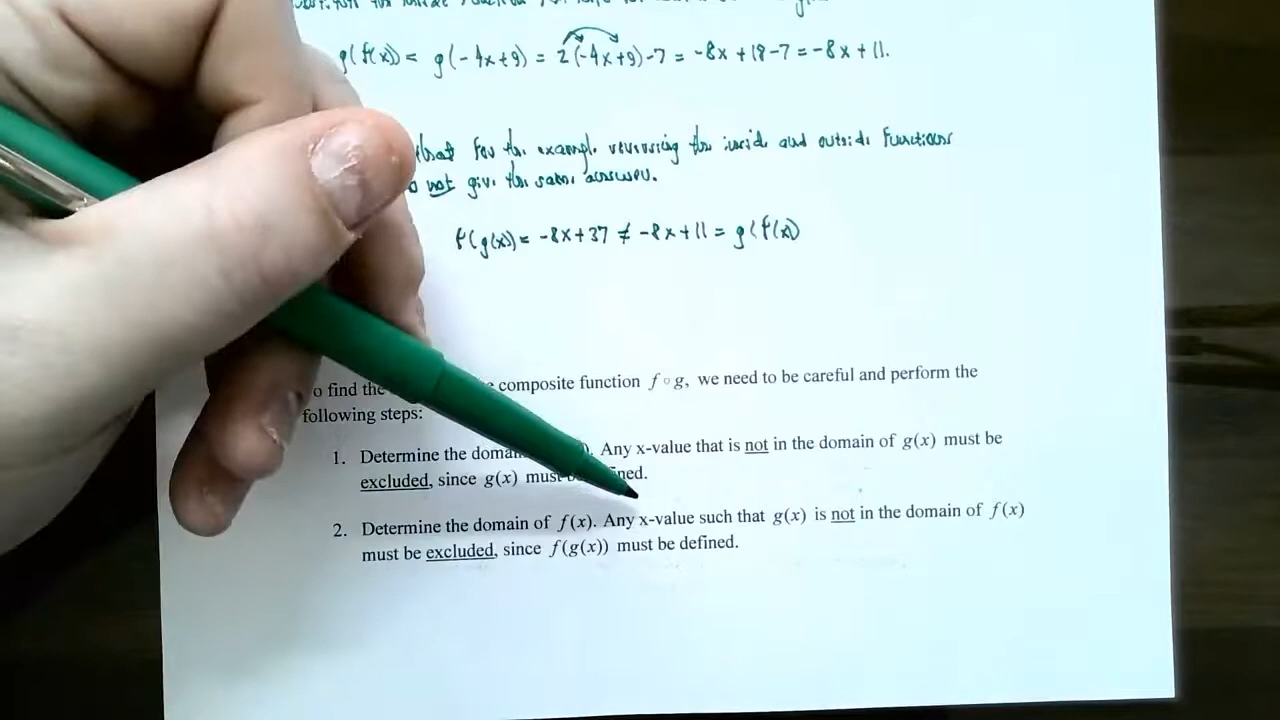 g(f(x)) = g(-4x+9) = 2(-4x+9)-7 = -8x+18-7 = -8x+11.
that for the example reversing the inside and outside functions
not give the same answer.
f(g(x)) = -8x+37 ≠ -8x+11 = g(f(x)
o find the composite function f∘g, we need to be careful and perform the
following steps:
1. Determine the Any x-value that is not in the domain of g(x) must be
excluded, since g(x) must
2. Determine the domain of f(x). Any x-value such that g(x) is not in the domain of f(x)
must be excluded, since f(g(x)) must be defined.